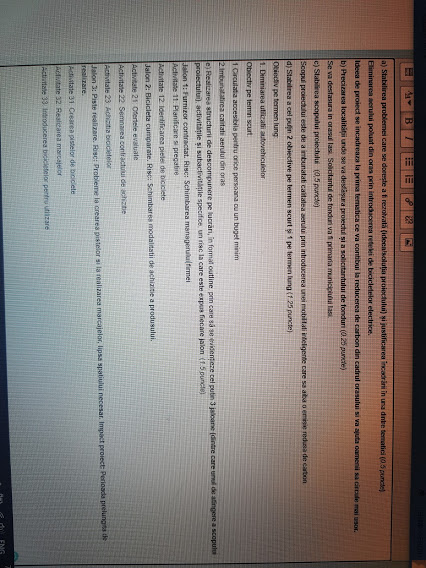 a) Stabilirea problemei care se dorește a fi rezolvată (ideea/soluția proiectului) și justificarea încadrării în una dintre tematici (0.5 puncte)
Eliminarea aerului poluat din oras prin introducerea retelei de bicicletelor electrice.
Ideea de proiect se incadreaza la prima tematica ce va contibui la reducerea de carbon din cadrul orasului si va ajuta oamenii sa circule mai usor.
b) Precizarea localității unde se va desfășura proiectul și a solicitantului de fonduri (0.25 puncte)
Se va desfasura in orasul Iasi. Solicitantul de fonduri va fi primaria municipiului Iasi.
c) Stabilirea scopului proiectului (0,5 puncte)
Scopul proiectului este de a imbunatati calitatea aerului prin introducerea unei mobilitati inteligente care sa aiba o emisie redusa de carbon.
d) Stabilirea a cel puțin 2 obiective pe termen scurt și 1 pe termen lung (1.25 puncte)
Obiectiv pe termen lung:
1. Diminiarea utilizatii autovehiculelor
Obiectiv pe termn scurt:
1.Circulatia accesibila pentru orice persoana cu un buget minim
2.Imbunatatirea calitatii aerului din oras
e) Realizarea structurii de descompunere pe lucrări, în format outline, prin care să se evidențieze cel puțin 3 jaloane (dintre care unul de atingere a scopului
proiectului), activitățile și subactivitățile specifice, un risc la care este expus fiecare jalon (1.5 puncte)
Jalon 1: Furnizor contractat. Risc: Schimbarea managerului|firmei
Activitate 11: Planificare si pregatire
Activitate 12: Identificarea pietei de biciclete
Jalon 2: Bicicleta cumparate. Risc: Schimbarea modalitatii de achizitie a produsului.
Activitate 21: Ofertele evaluate
Activitate 22: Semnarea contractului de achizitie
Activitate 23: Achizitia bicicletelor
Jalon 3: Piste realizare. Risc: Probleme la crearea pistelor si la realizarea marcajelor, lipsa spatiului necesar. Impact proiect: Perioada prelungita de
realizare.
Activitate 31: Crearea pistelor de biciclete
Activitate 32: Realizarea marcajelor
Activitate 33: Introducerea bicicletelor pentru utilizare
ENG